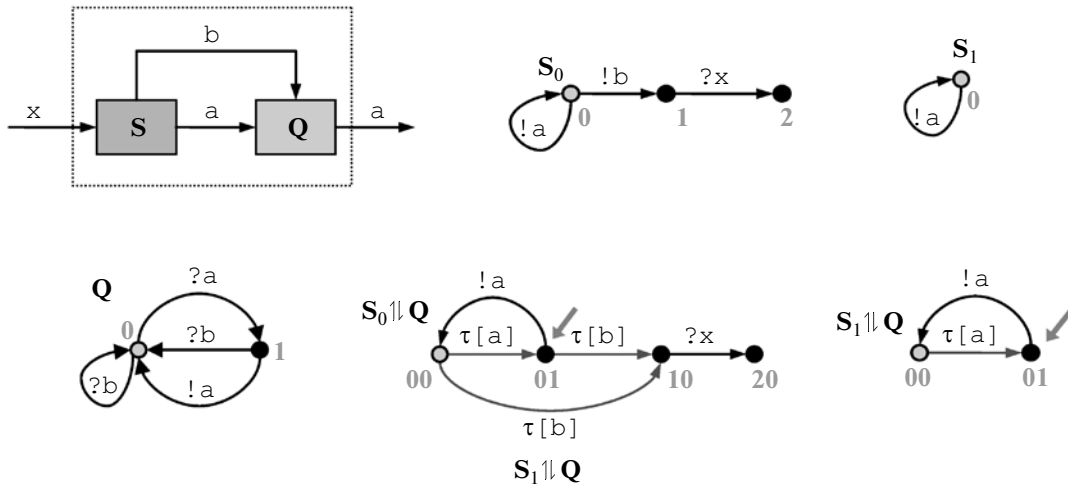 b
x
S
a
Q
a
S0
!b
?x
!a
0
1
2
S1
!a
0
Q
?a
0
?b
1
?b
!a
S0⥮Q
!a
τ[a]
τ[b]
?x
00
01
10
20
τ[b]
S1⥮Q
S1⥮Q
!a
τ[a]
00
01